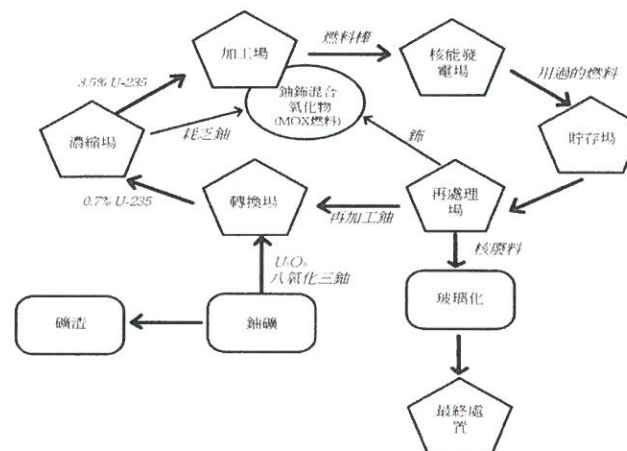 加工場
燃料棒
核能發
電場
用過的燃料
3.5% U-235
鈾鈽混合
氧化物
(MOX燃料)
濃縮場
耗乏鈾
鈽
貯存場
0.7% U-235
轉換場
再加工鈾
再處理
場
U₃O₈
八氧化三鈾
核廢料
礦渣
鈾礦
玻璃化
最終處
置